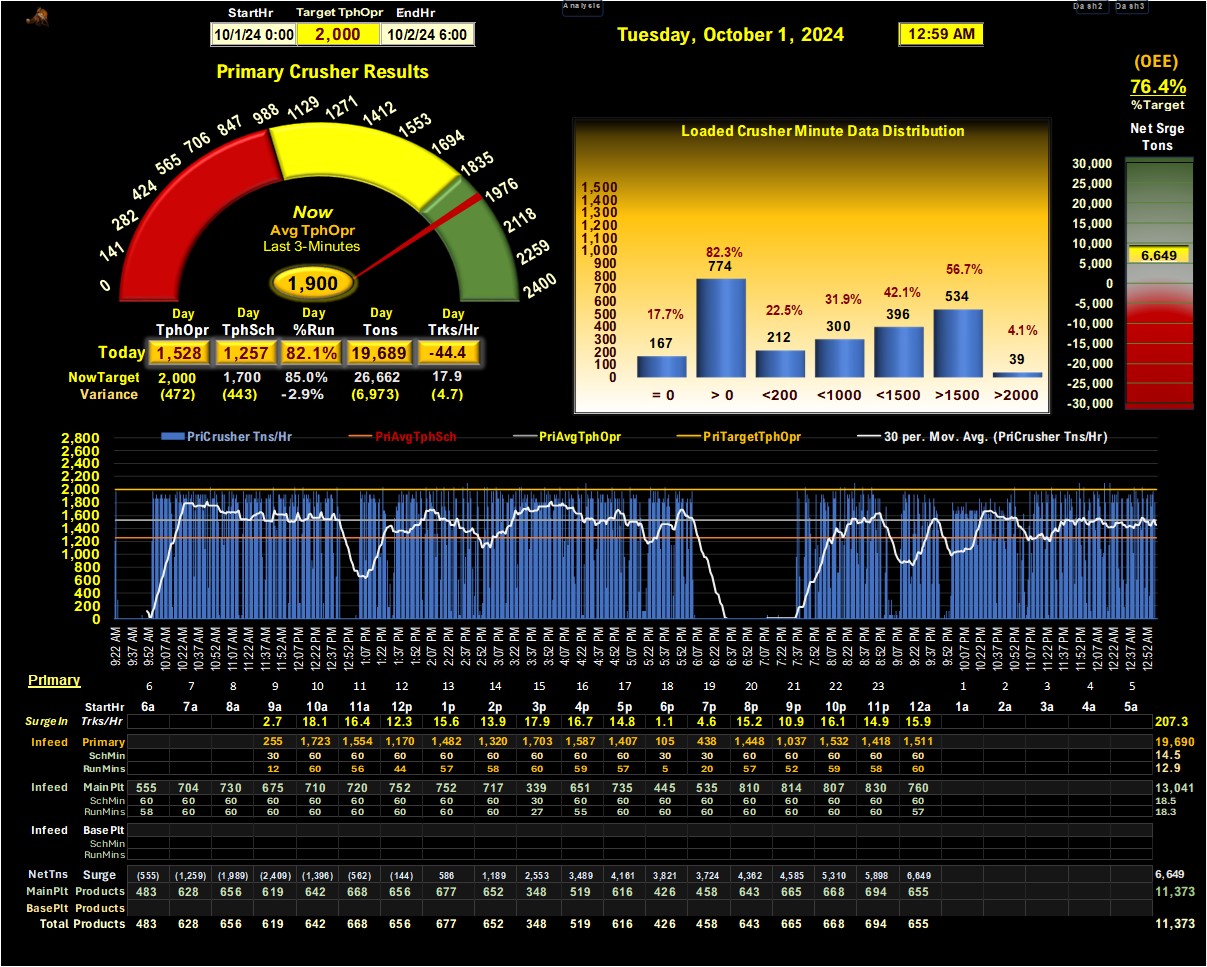 Analysis Dash2 Dash3
StartHr Target TphOpr EndHr
10/1/24 0:00 2,000 10/2/24 6:00
Tuesday, October 1, 2024
12:59 AM
(OEE)
76.4%
%Target
Net Srge
Tons
Primary Crusher Results
0
141
282
424
565
706
847
988
1129
1271
1412
1553
1694
1835
1976
2118
2259
2400
Now
Avg TphOpr
Last 3-Minutes
1,900
Day Day Day Day Day
TphOpr TphSch %Run Tons Trks/Hr
Today 1,528 1,257 82.1% 19,689 -44.4
NowTarget 2,000 1,700 85.0% 26,662 17.9
Variance (472) (443) -2.9% (6,973) (4.7)
Loaded Crusher Minute Data Distribution
1,500
1,400
1,300
1,200
1,100
1,000
900
800
700
600
500
400
300
200
100
0
17.7% 82.3% 22.5% 31.9% 42.1% 56.7% 4.1%
167 774 212 300 396 534 39
= 0 > 0 <200 <1000 <1500 >1500 >2000
30,000
25,000
20,000
15,000
10,000
5,000
0
-5,000
-10,000
-15,000
-20,000
-25,000
-30,000
6,649
PriCrusher Tns/Hr PriAvgTphSch PriAvgTphOpr PriTargetTphOpr 30 per. Mov. Avg. (PriCrusher Tns/Hr)
2,800
2,600
2,400
2,200
2,000
1,800
1,600
1,400
1,200
1,000
800
600
400
200
0
9:22 AM 9:37 AM 9:52 AM 10:07 AM 10:22 AM 10:37 AM 10:52 AM 11:07 AM 11:22 AM 11:37 AM 11:52 AM 12:07 PM 12:22 PM 12:37 PM 12:52 PM 1:07 PM 1:22 PM 1:37 PM 1:52 PM 2:07 PM 2:22 PM 2:37 PM 2:52 PM 3:07 PM 3:22 PM 3:37 PM 3:52 PM 4:07 PM 4:22 PM 4:37 PM 4:52 PM 5:07 PM 5:22 PM 5:37 PM 5:52 PM 6:07 PM 6:22 PM 6:37 PM 6:52 PM 7:07 PM 7:22 PM 7:37 PM 7:52 PM 8:07 PM 8:22 PM 8:37 PM 8:52 PM 9:07 PM 9:22 PM 9:37 PM 9:52 PM 10:07 PM 10:22 PM 10:37 PM 10:52 PM 11:07 PM 11:22 PM 11:37 PM 11:52 PM 12:07 AM 12:22 AM 12:37 AM 12:52 AM
Primary
6 7 8 9 10 11 12 13 14 15 16 17 18 19 20 21 22 23 1 2 3 4 5
StartHr 6a 7a 8a 9a 10a 11a 12p 1p 2p 3p 4p 5p 6p 7p 8p 9p 10p 11p 12a 1a 2a 3a 4a 5a
SurgeIn Trks/Hr 2.7 18.1 16.4 12.3 15.6 13.9 17.9 16.7 14.8 1.1 4.6 15.2 10.9 16.1 14.9 15.9 207.3
Infeed Primary 255 1,723 1,554 1,170 1,482 1,320 1,703 1,587 1,407 105 438 1,448 1,037 1,532 1,418 1,511 19,690
SchMin 30 60 60 60 60 60 60 60 60 30 30 60 60 60 60 60 14.5
RunMins 12 60 56 44 57 58 60 59 57 5 20 57 52 59 58 60 12.9
Infeed MainPlt 555 704 730 675 710 720 752 752 717 339 651 735 445 535 810 814 807 830 760 13,041
SchMin 60 60 60 60 60 60 60 60 60 30 60 60 60 60 60 60 60 60 60 18.5
RunMins 58 60 60 60 60 60 60 60 60 27 55 60 60 60 60 60 60 60 57 18.3
Infeed Base Plt
SchMin
RunMins
NetTns Surge (555) (1,259) (1,989) (2,409) (1,396) (562) (144) 586 1,189 2,553 3,489 4,161 3,821 3,724 4,362 4,585 5,310 5,898 6,649 6,649
MainPlt Products 483 628 656 619 642 668 656 677 652 348 519 616 426 458 643 665 668 694 655 11,373
BasePlt Products
Total Products 483 628 656 619 642 668 656 677 652 348 519 616 426 458 643 665 668 694 655 11,373